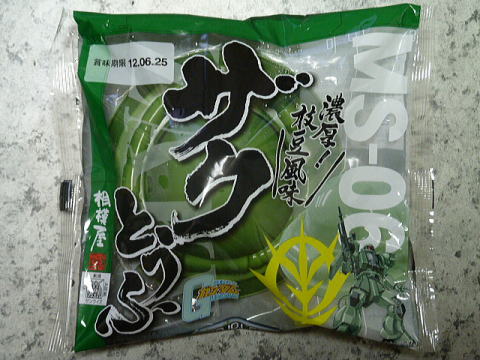 賞味期限 12.06.25
MS-06
ザク
とうふ
濃厚!
枝豆風味
相模屋
G